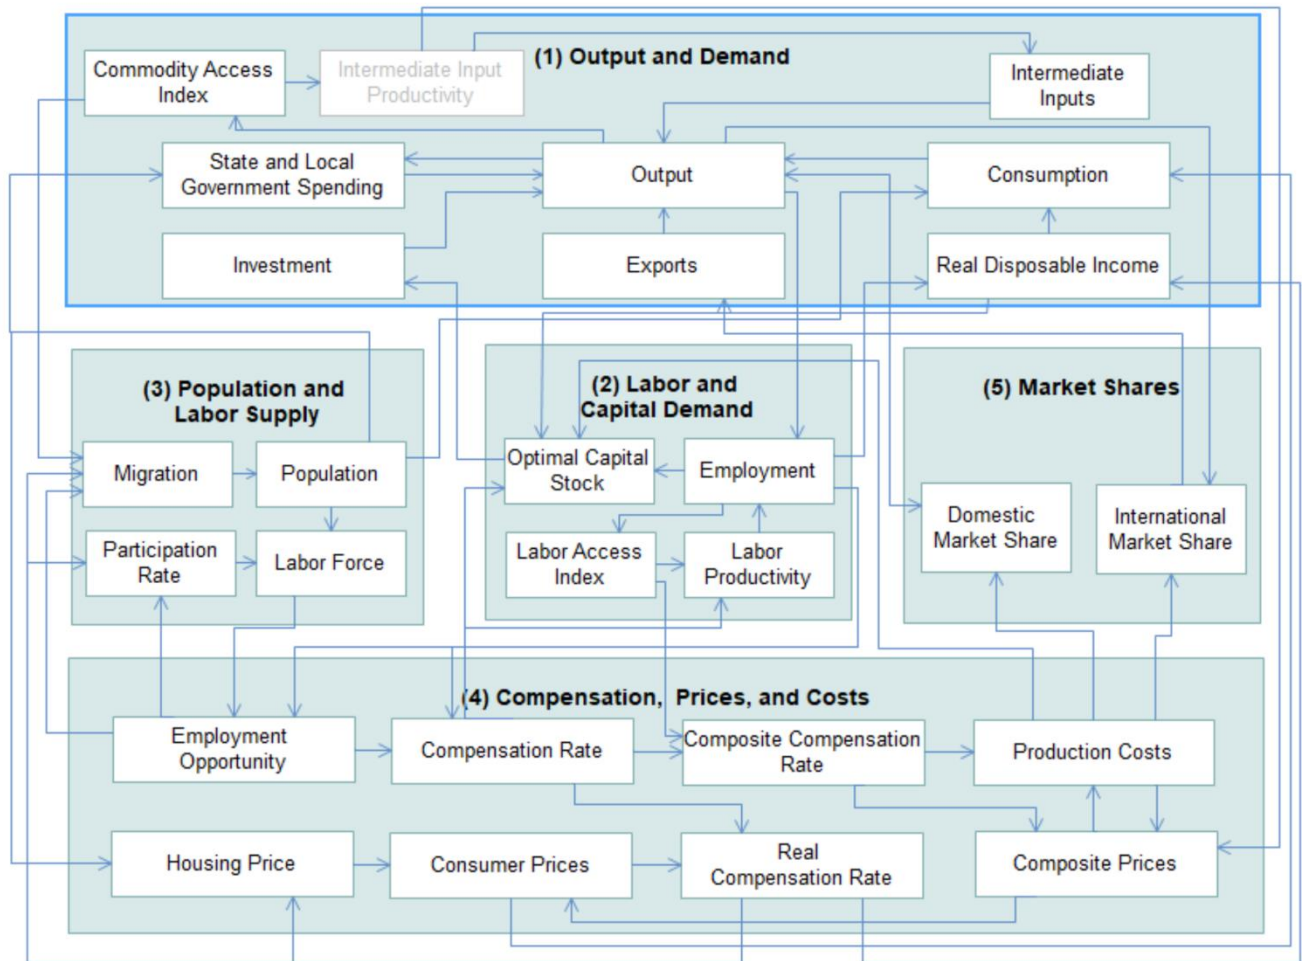 (1) Output and Demand
Commodity Access
Index
Intermediate Input
Productivity
Intermediate
Inputs
State and Local
Government Spending
Output
Consumption
Investment
Exports
Real Disposable Income
(3) Population and
Labor Supply
Migration
Population
Participation
Rate
Labor Force
(2) Labor and
Capital Demand
Optimal Capital
Stock
Employment
Labor Access
Index
Labor
Productivity
(5) Market Shares
Domestic
Market Share
International
Market Share
(4) Compensation, Prices, and Costs
Employment
Opportunity
Compensation Rate
Composite Compensation
Rate
Production Costs
Housing Price
Consumer Prices
Real
Compensation Rate
Composite Prices